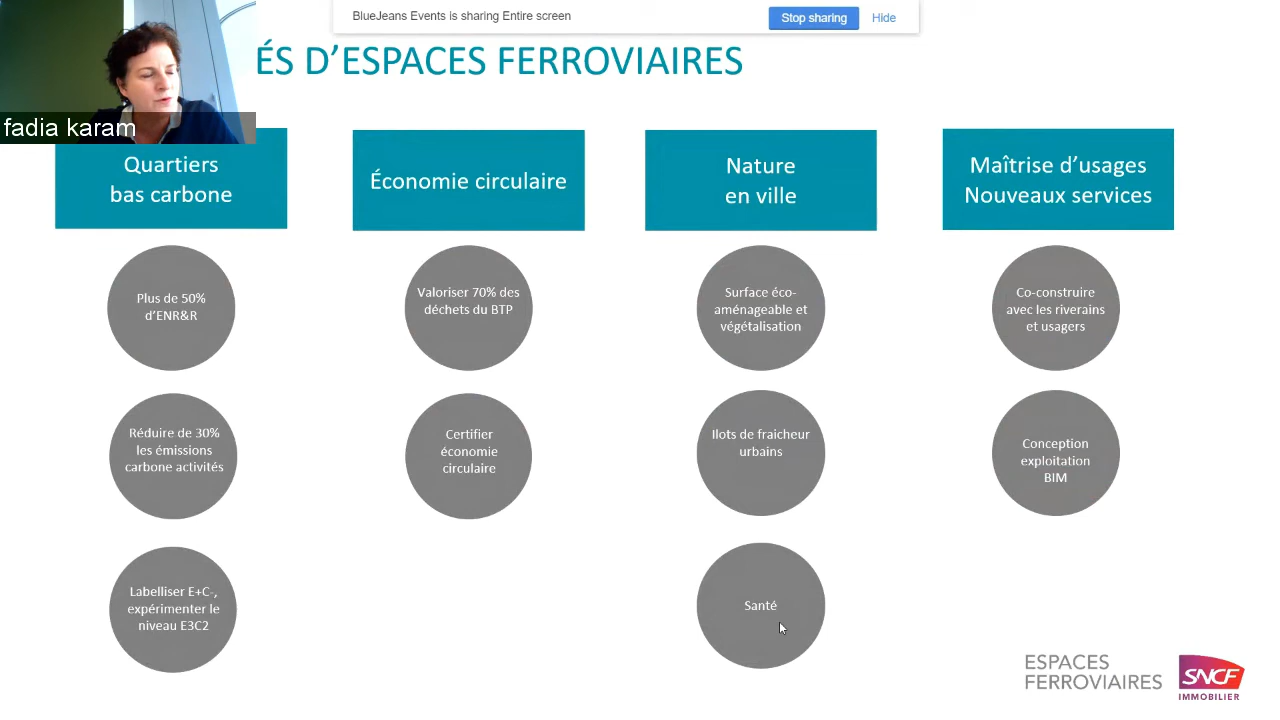 BlueJeans Events is sharing Entire screen
Stop sharing
Hide
ÉS D’ESPACES FERROVIAIRES
fadia karam
Quartiers
bas carbone
Économie circulaire
Nature
en ville
Maîtrise d’usages
Nouveaux services
Plus de 50%
d’ENR&R
Valoriser 70% des
déchets du BTP
Surface éco-
aménageable et
végétalisation
Co-construire
avec les riverains
et usagers
Réduire de 30%
les émissions
carbone activités
Certifier
économie
circulaire
Ilots de fraicheur
urbains
Conception
exploitation
BIM
Labelliser E+C-,
expérimenter le
niveau E3C2
Santé
ESPACES
FERROVIAIRES
SNCF
IMMOBILIER